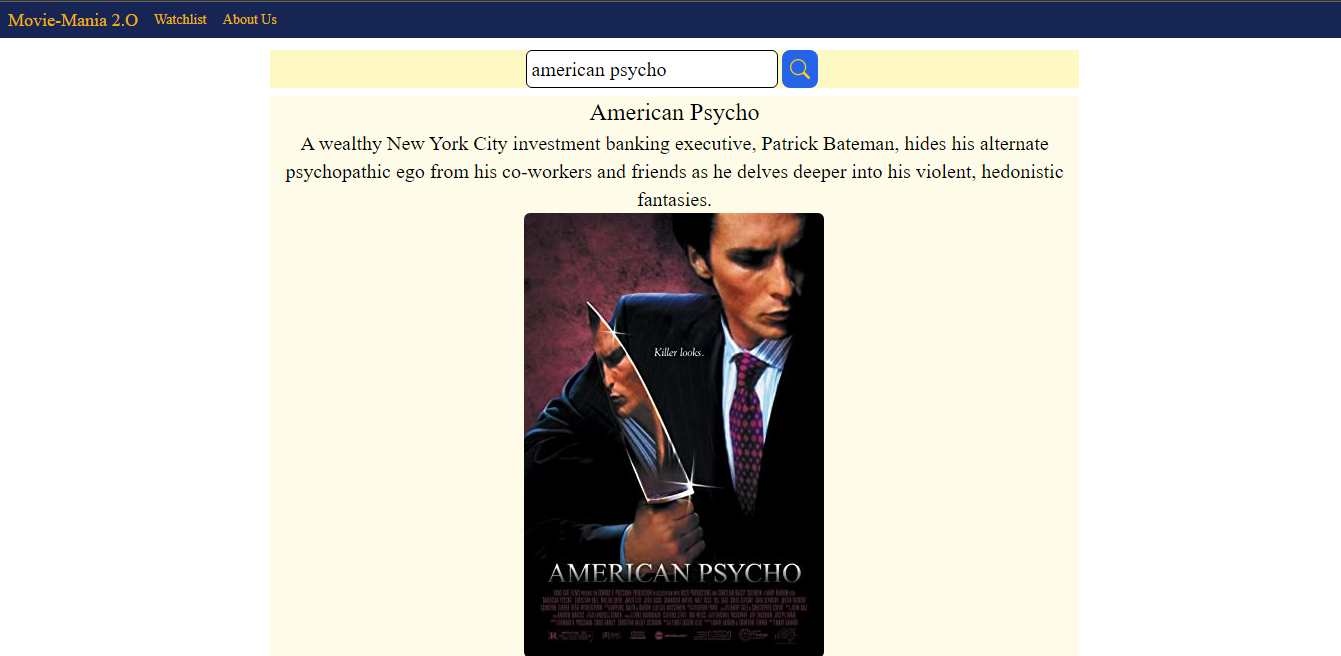 Movie-Mania 2.O Watchlist About Us
american psycho
American Psycho
A wealthy New York City investment banking executive, Patrick Bateman, hides his alternate
psychopathic ego from his co-workers and friends as he delves deeper into his violent, hedonistic
fantasies.
Killer looks.
AMERICAN PSYCHO